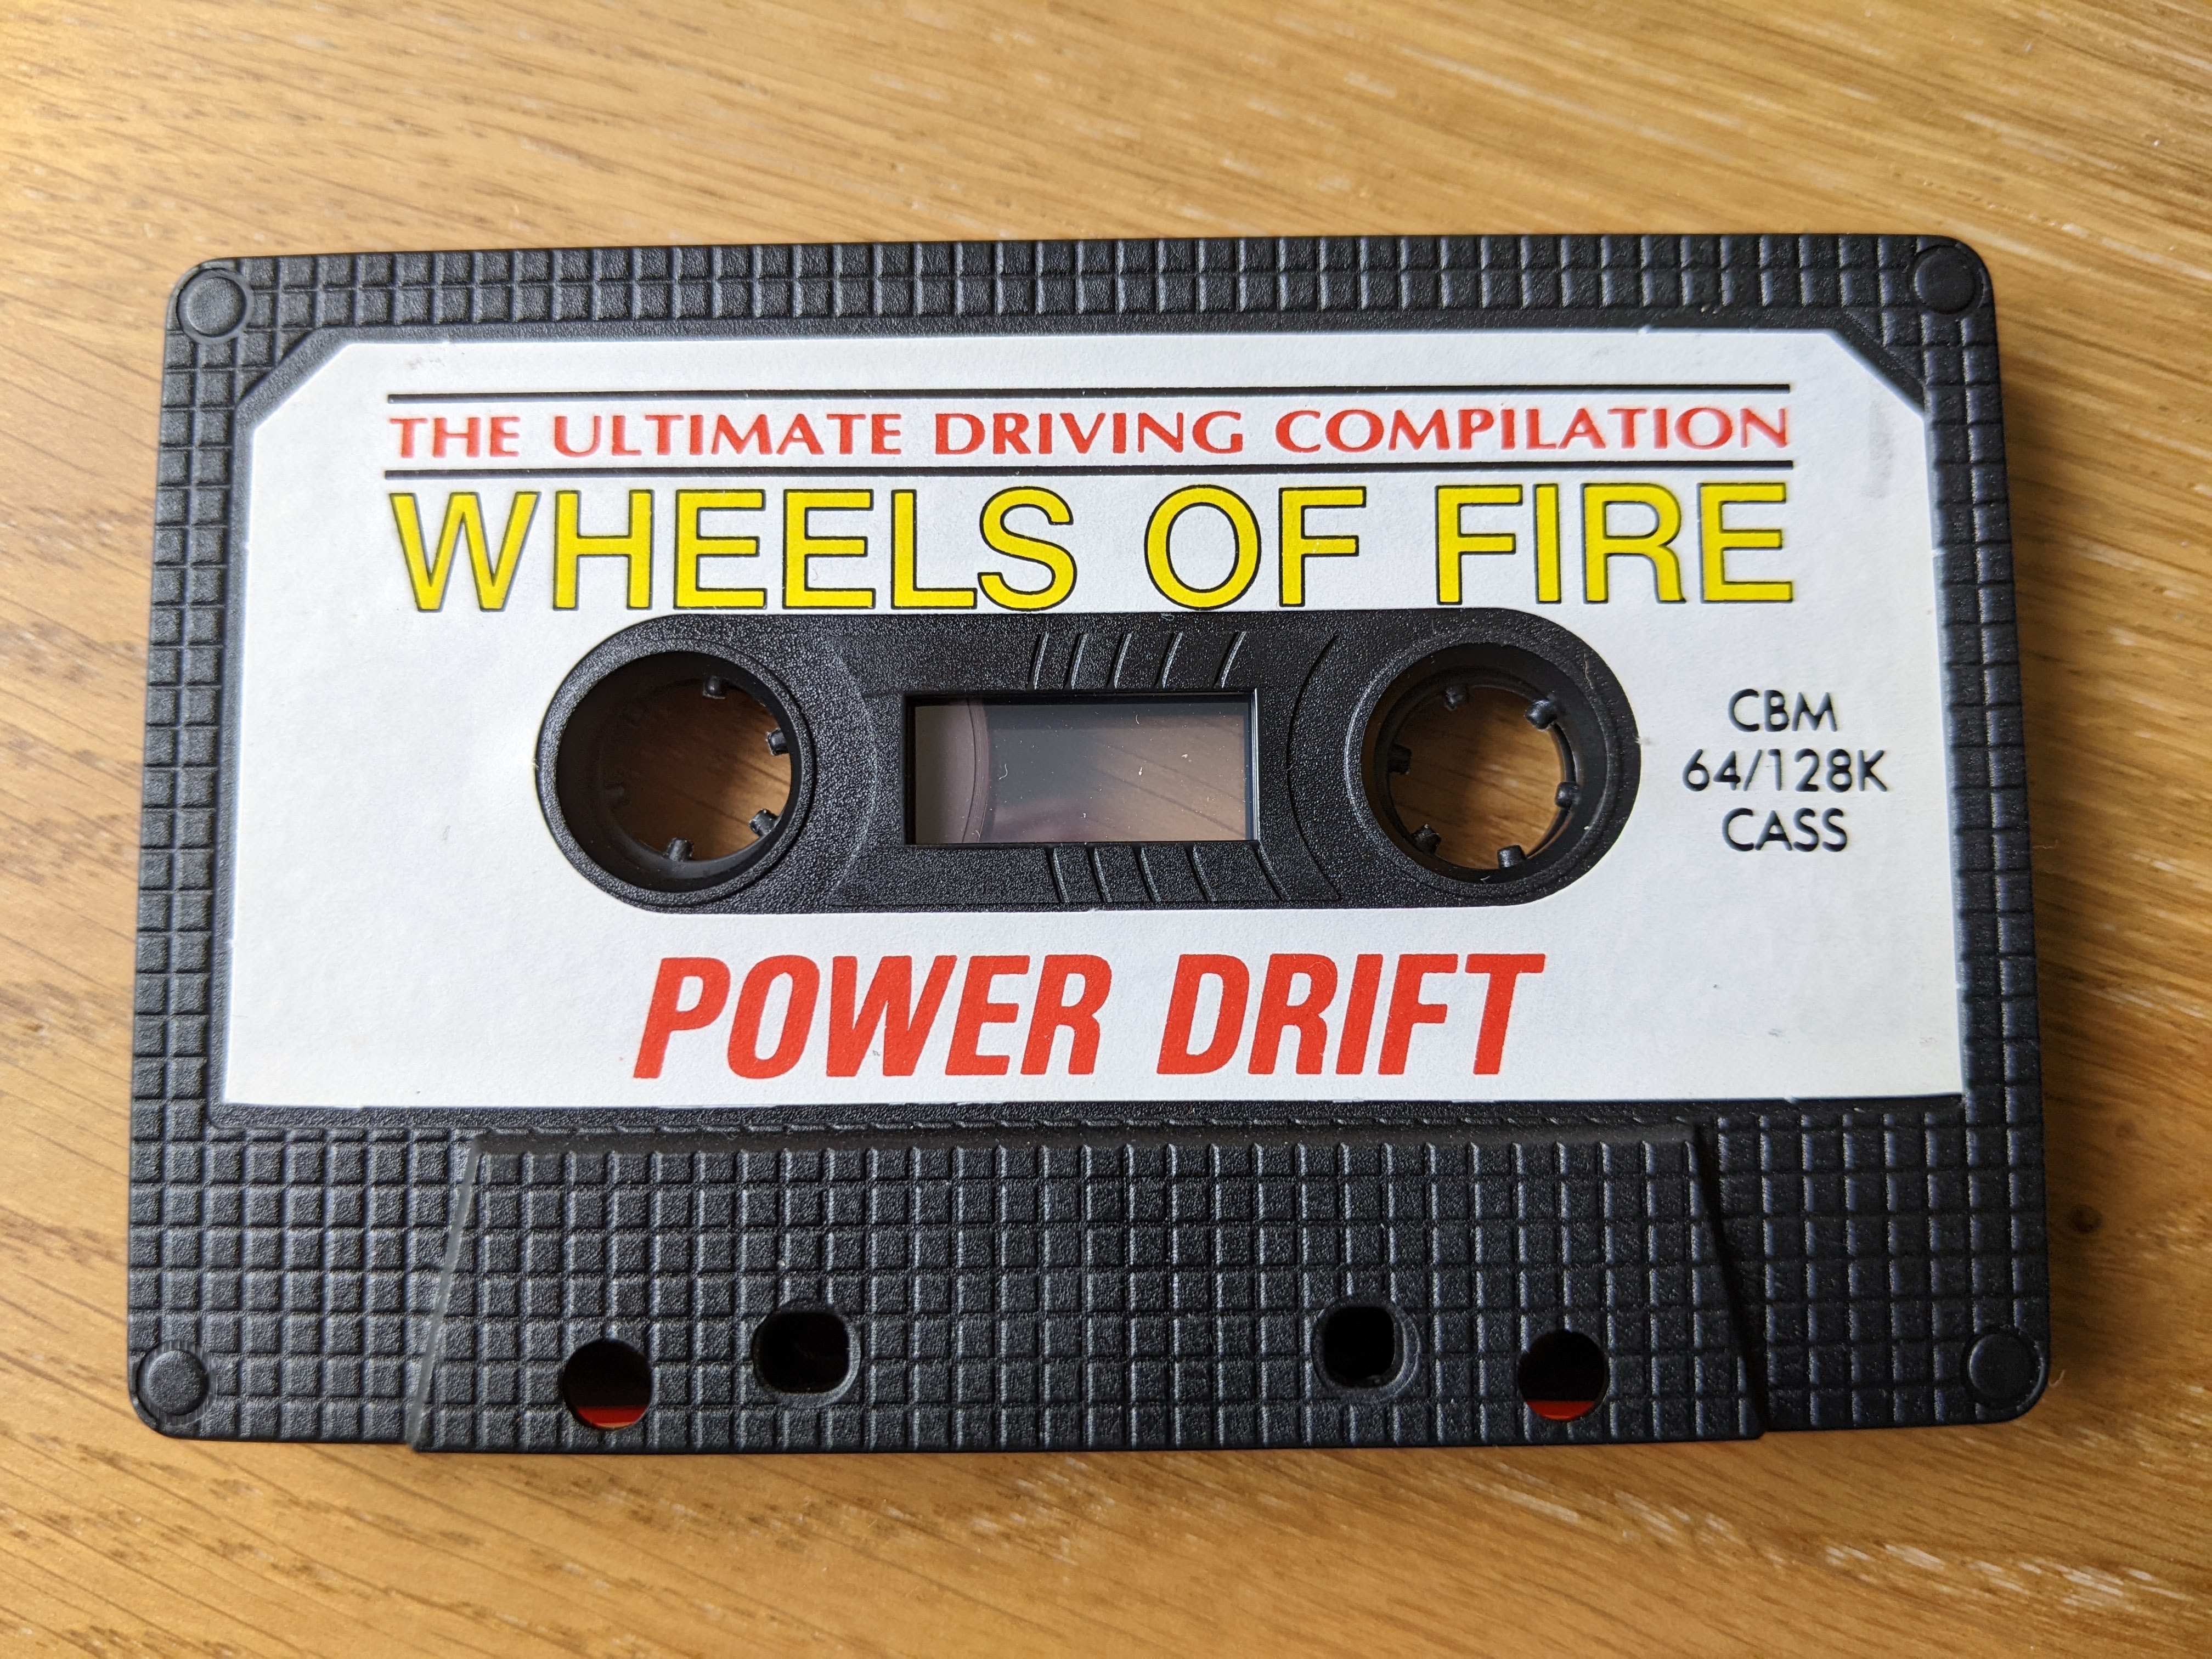 THE ULTIMATE DRIVING COMPILATION
WHEELS OF FIRE
CBM
64/128K
CASS
POWER DRIFT